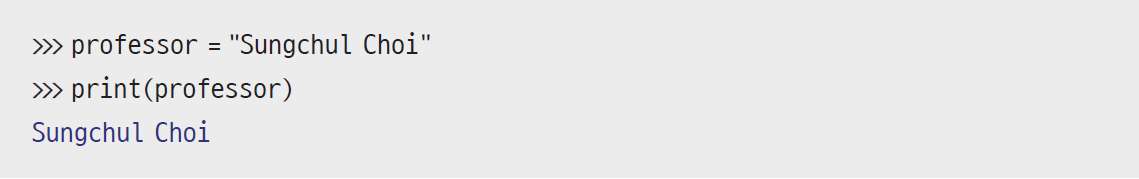 >>> professor = "Sungchul Choi"
>>> print(professor)
Sungchul Choi